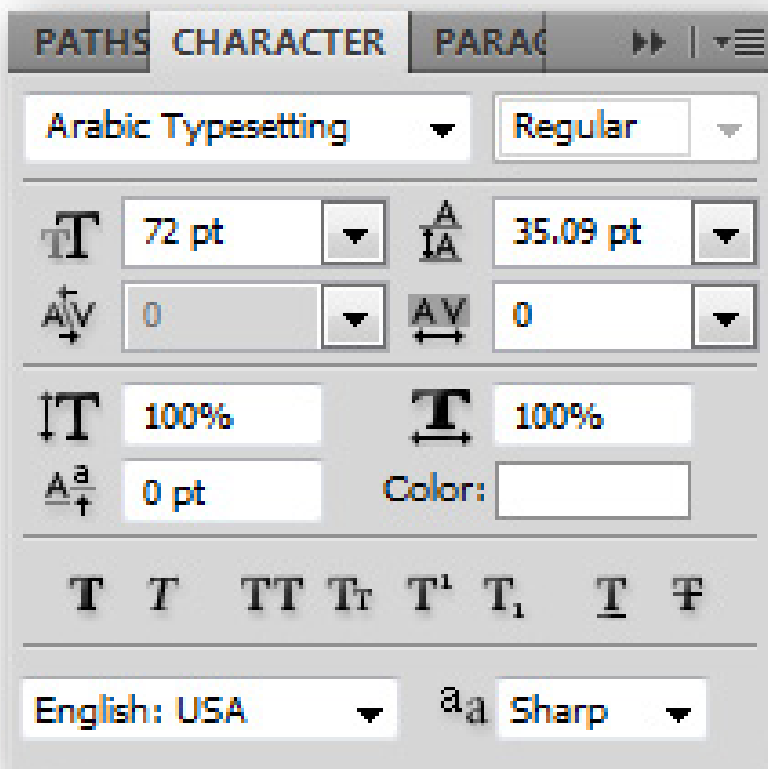 PATHS CHARACTER PARAG
Arabic Typesetting Regular
72 pt 35.09 pt
0 0
100% 100%
0 pt Color:
T T TT Tr T¹ T₁ T T
English: USA aa Sharp